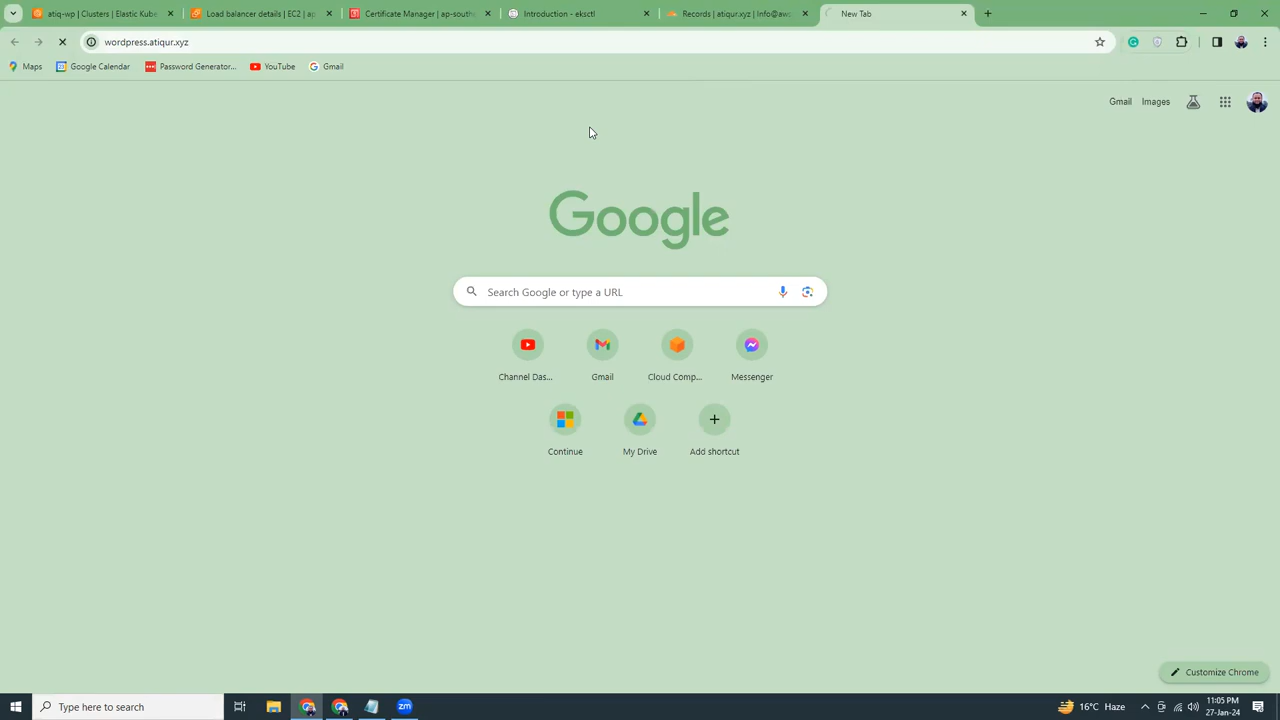 atiq-wp | Clusters | Elastic Kube
Load balancer details | EC2 | ap
Certificate Manager | ap-south
Introduction - eksctl
Records | atiqur.xyz | Info@aw
New Tab
wordpress.atiqur.xyz
Maps
Google Calendar
Password Generator...
YouTube
Gmail
Gmail
Images
Google
Search Google or type a URL
Channel Das...
Gmail
Cloud Comp...
Messenger
Continue
My Drive
Add shortcut
Customize Chrome
Type here to search
zm
16°C Haze
11:05 PM
27-Jan-24